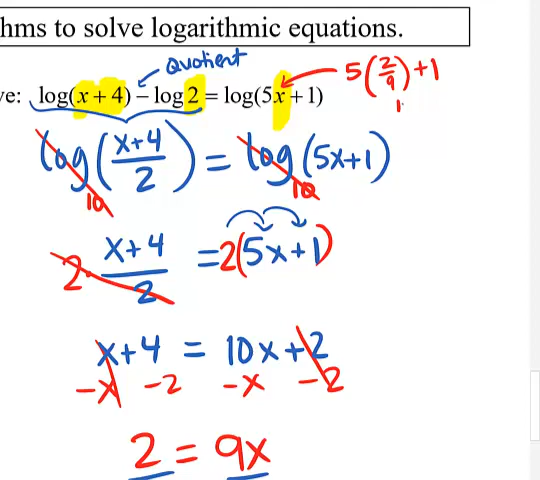 hms to solve logarithmic equations.
Quotient
5(2/9)+1
ve: log(x + 4) − log 2 = log(5x + 1)
1
log((x+4)/2) = log(5x+1)
10 10
2· (x+4)/2 = 2(5x+1)
x+4 = 10x+2
−x −2 −x −2
2 = 9x